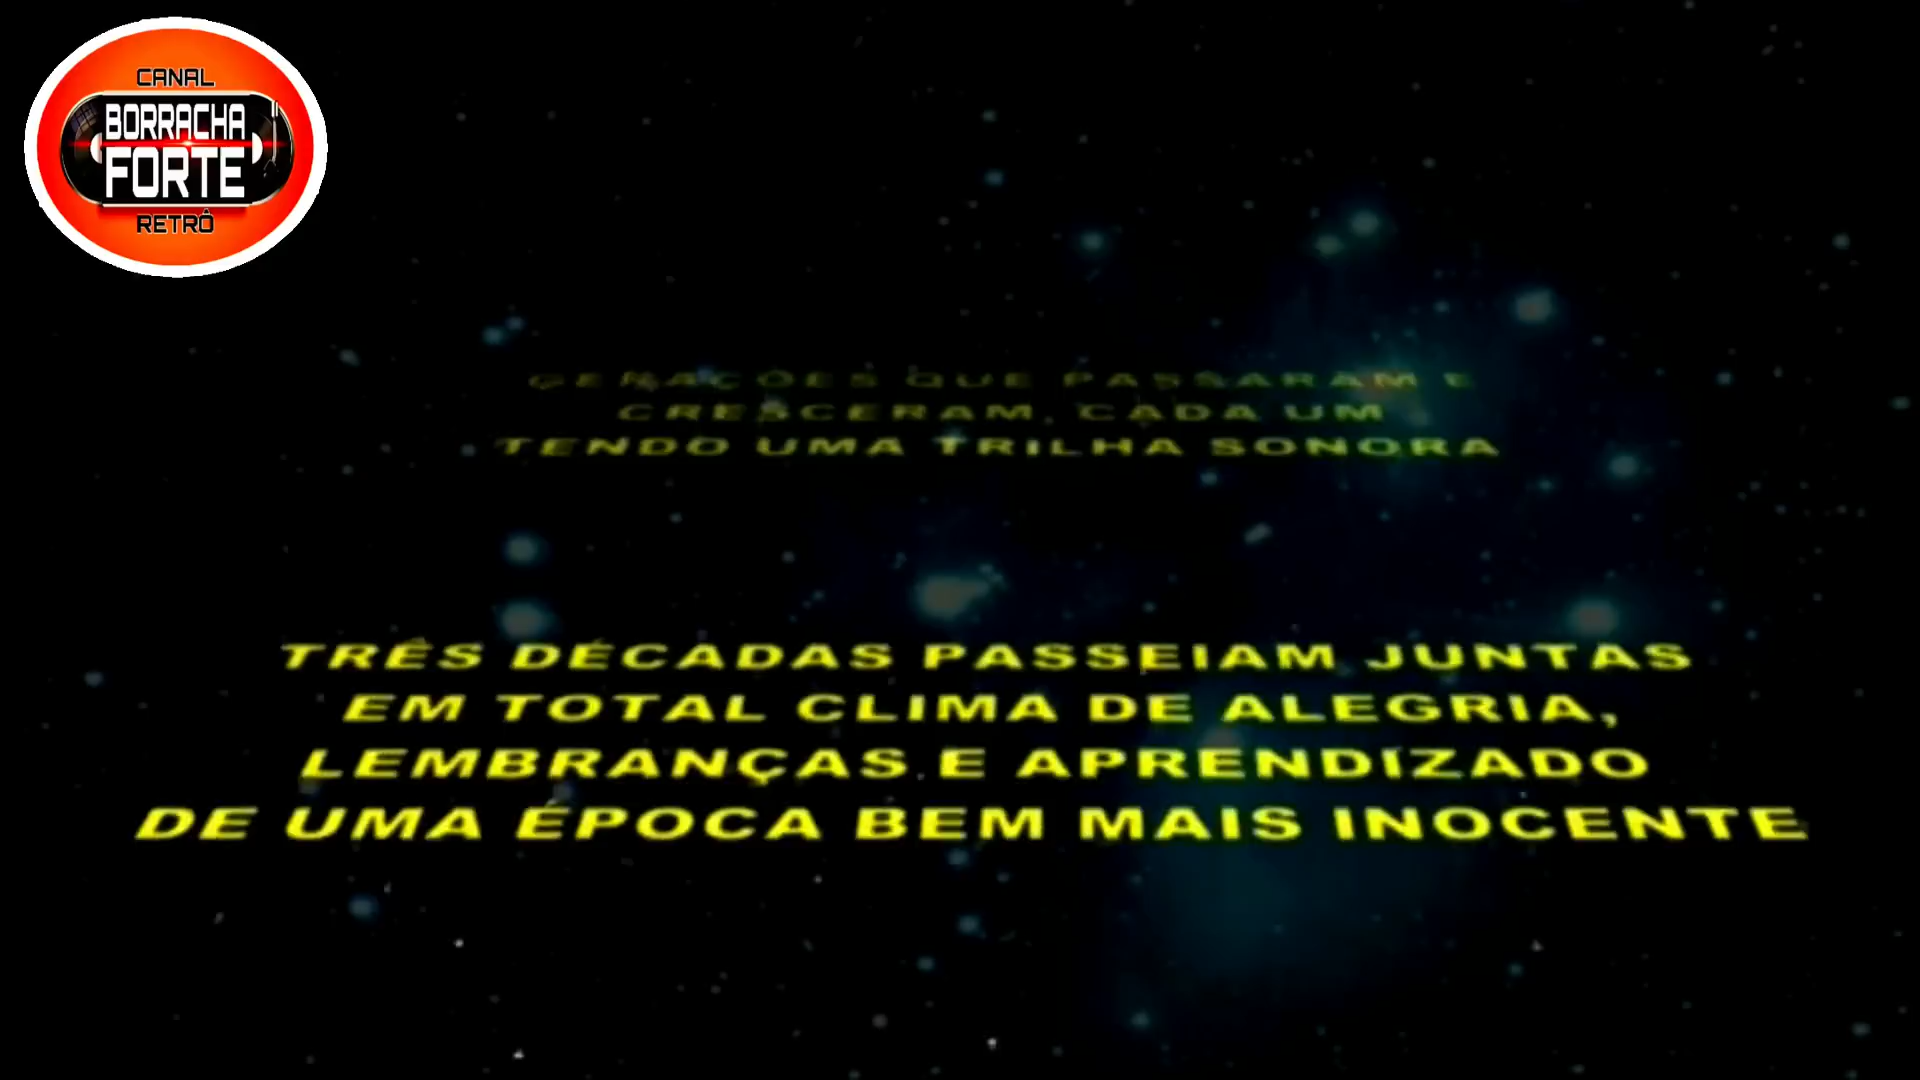 CANAL
BORRACHA
FORTE
RETRÔ
GERAÇÕES QUE PASSARAM E
CRESCERAM, CADA UM
TENDO UMA TRILHA SONORA
TRÊS DÉCADAS PASSEIAM JUNTAS
EM TOTAL CLIMA DE ALEGRIA,
LEMBRANÇAS E APRENDIZADO
DE UMA ÉPOCA BEM MAIS INOCENTE